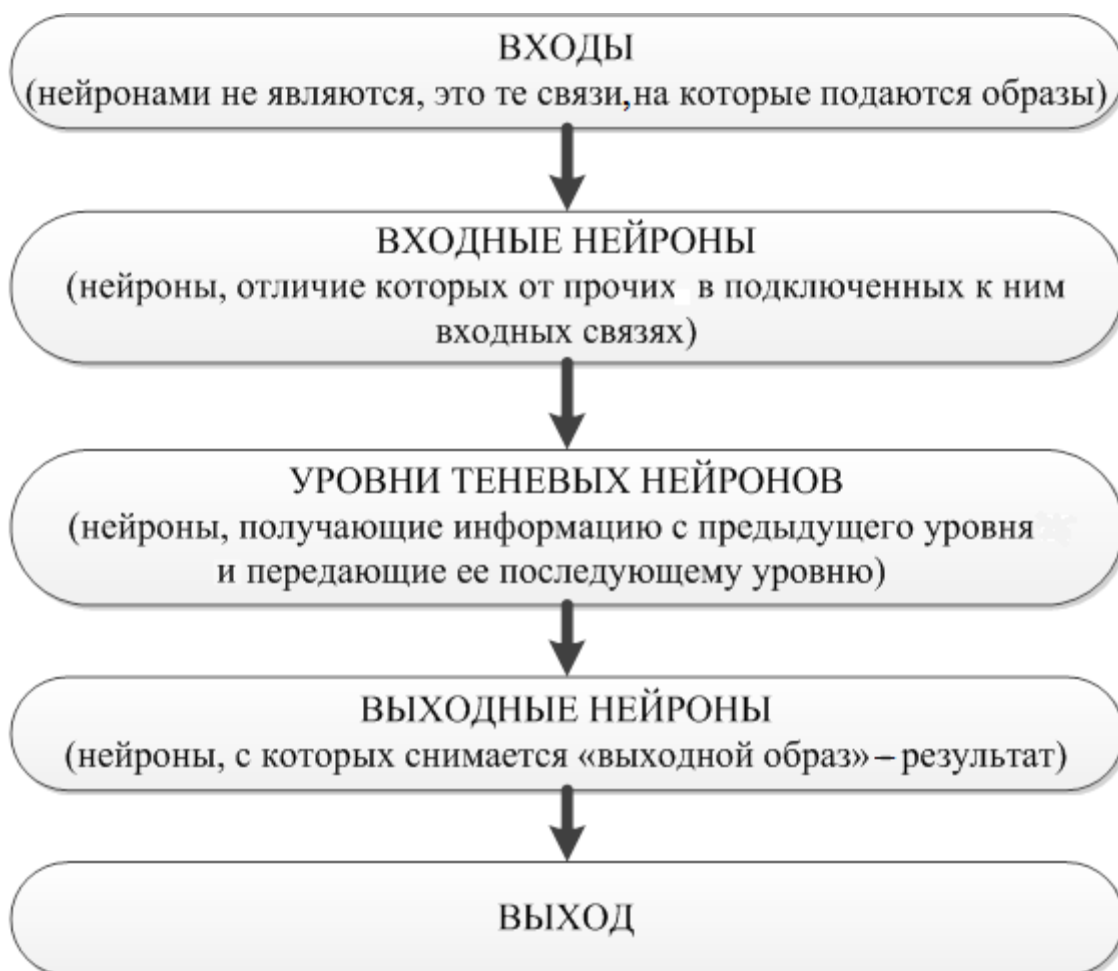 ВХОДЫ
(нейронами не являются, это те связи,на которые подаются образы)
ВХОДНЫЕ НЕЙРОНЫ
(нейроны, отличие которых от прочих в подключенных к ним
входных связях)
УРОВНИ ТЕНЕВЫХ НЕЙРОНОВ
(нейроны, получающие информацию с предыдущего уровня
и передающие ее последующему уровню)
ВЫХОДНЫЕ НЕЙРОНЫ
(нейроны, с которых снимается «выходной образ» – результат)
ВЫХОД